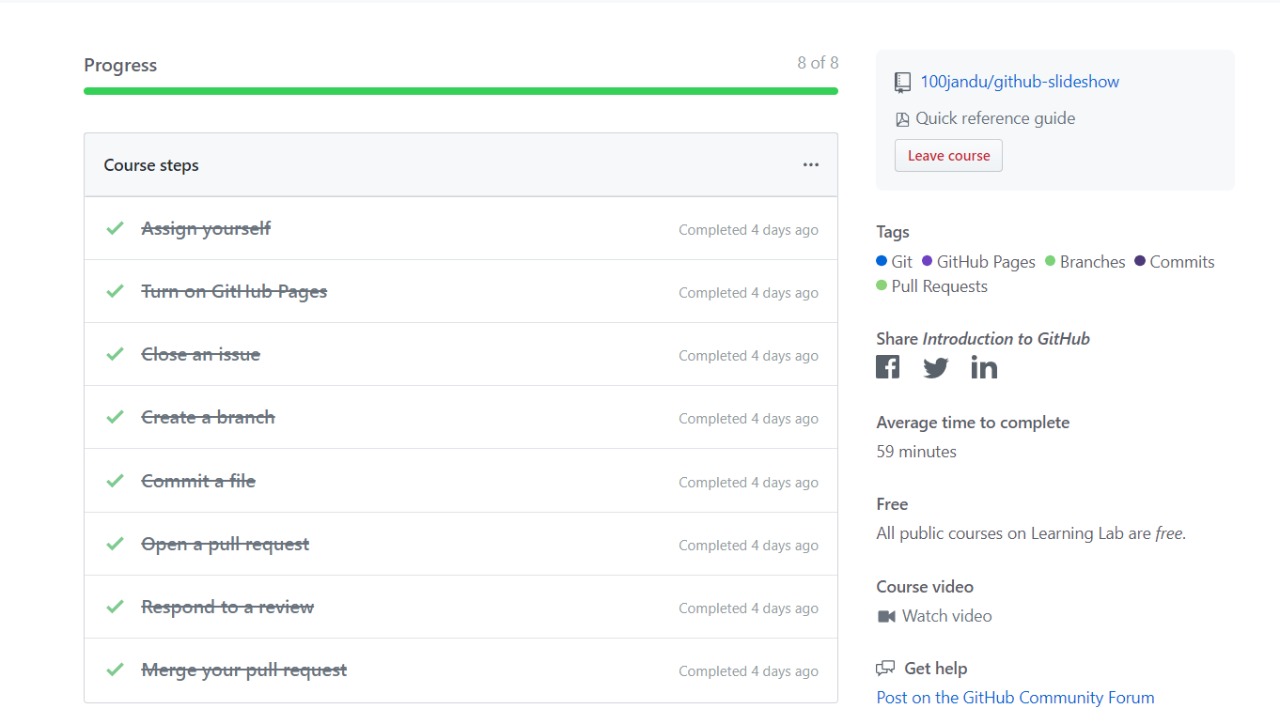 Progress
8 of 8
Course steps
Assign yourself
Completed 4 days ago
Turn on GitHub Pages
Completed 4 days ago
Close an issue
Completed 4 days ago
Create a branch
Completed 4 days ago
Commit a file
Completed 4 days ago
Open a pull request
Completed 4 days ago
Respond to a review
Completed 4 days ago
Merge your pull request
Completed 4 days ago
100jandu/github-slideshow
Quick reference guide
Leave course
Tags
Git GitHub Pages Branches Commits
Pull Requests
Share Introduction to GitHub
Average time to complete
59 minutes
Free
All public courses on Learning Lab are free.
Course video
Watch video
Get help
Post on the GitHub Community Forum